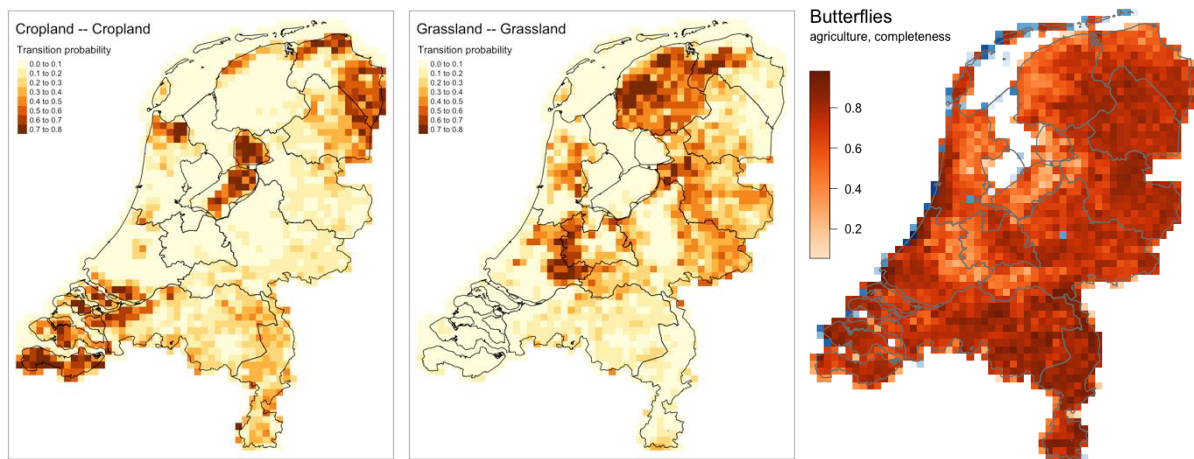 Cropland -- Cropland
Transition probability
0.0 to 0.1
0.1 to 0.2
0.2 to 0.3
0.3 to 0.4
0.4 to 0.5
0.5 to 0.6
0.6 to 0.7
0.7 to 0.8
Grassland -- Grassland
Transition probability
0.0 to 0.1
0.1 to 0.2
0.2 to 0.3
0.3 to 0.4
0.4 to 0.5
0.5 to 0.6
0.6 to 0.7
0.7 to 0.8
Butterflies
agriculture, completeness
0.8
0.6
0.4
0.2